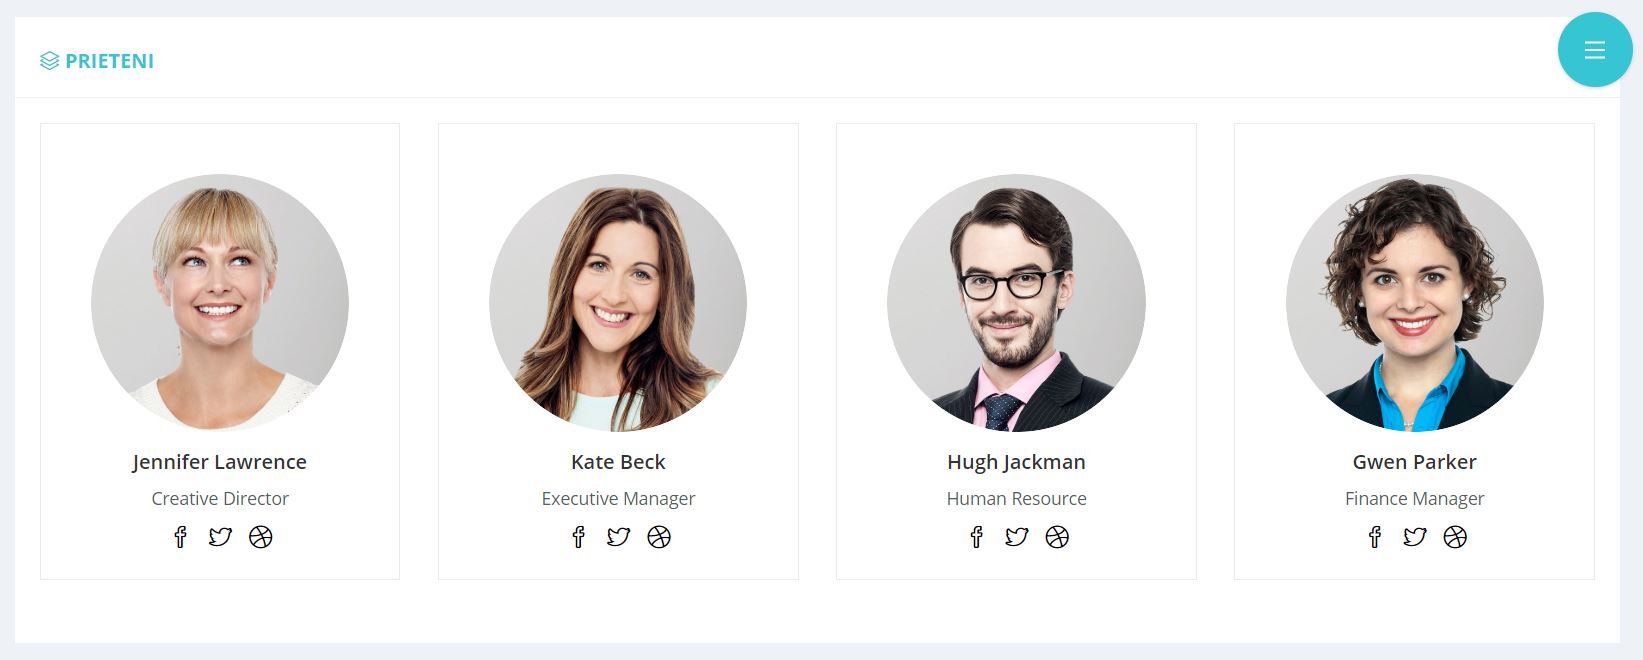 PRIETENI
Jennifer Lawrence
Creative Director
Kate Beck
Executive Manager
Hugh Jackman
Human Resource
Gwen Parker
Finance Manager